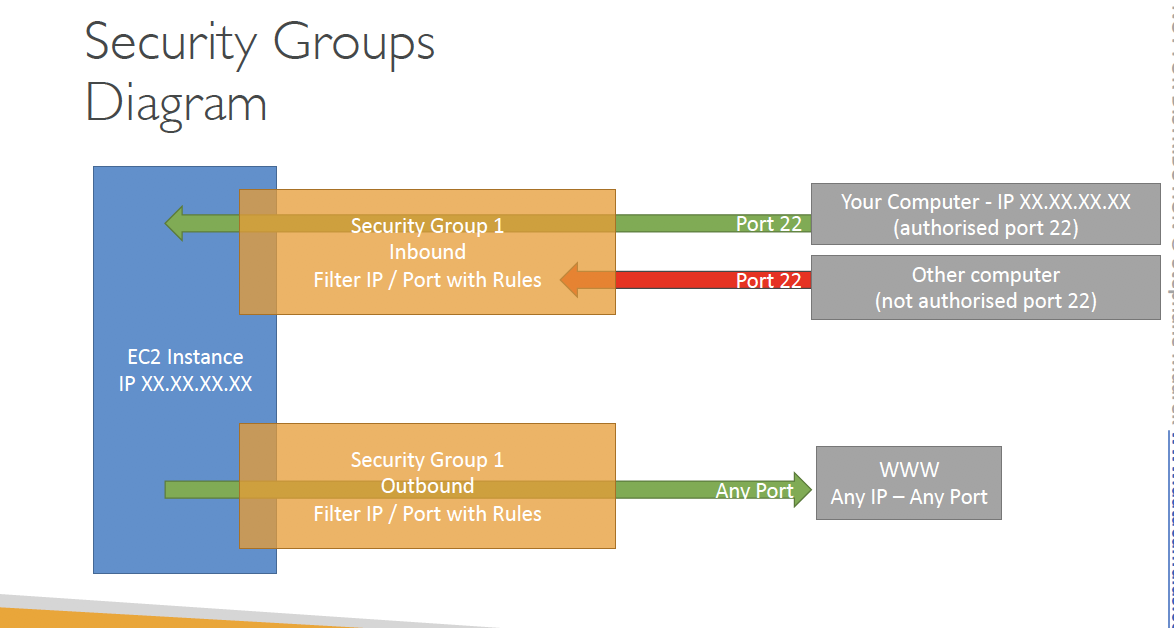 Security Groups
Diagram
Your Computer - IP XX.XX.XX.XX
(authorised port 22)
Port 22
Security Group 1
Inbound
Filter IP / Port with Rules
Other computer
(not authorised port 22)
Port 22
EC2 Instance
IP XX.XX.XX.XX
Security Group 1
Outbound
Filter IP / Port with Rules
Any Port
WWW
Any IP – Any Port